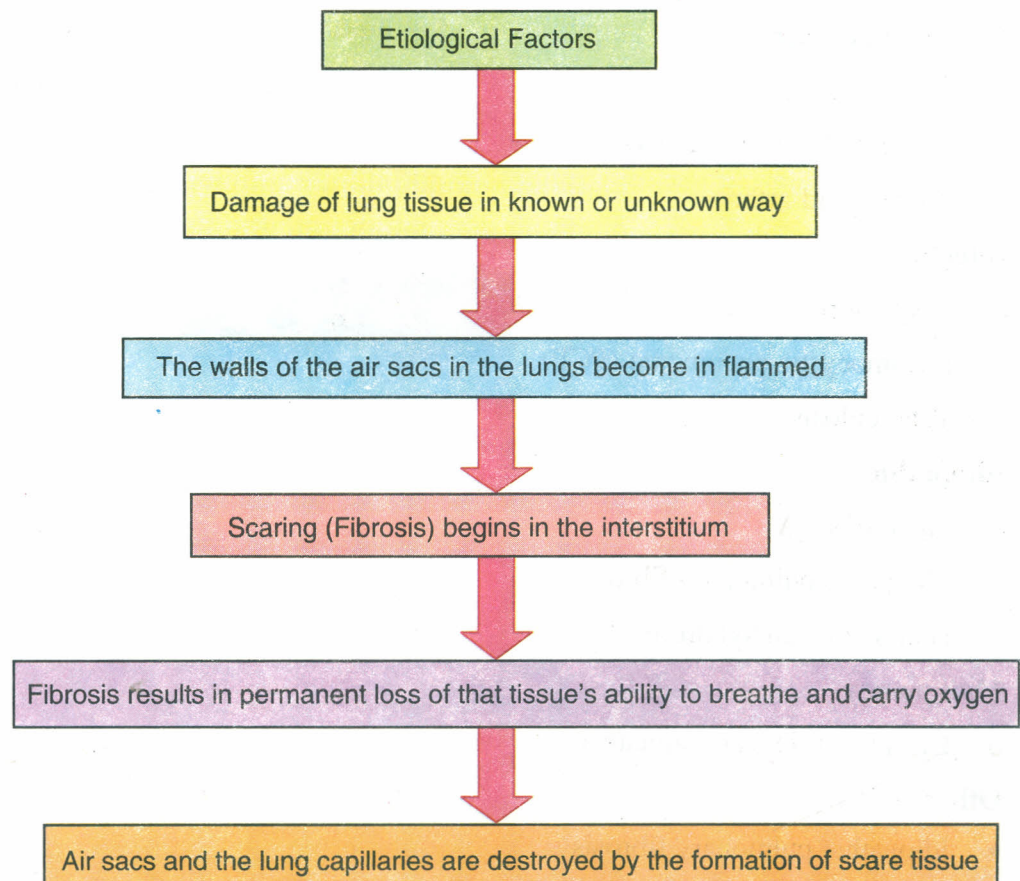 Etiological Factors
Damage of lung tissue in known or unknown way
The walls of the air sacs in the lungs become in flammed
Scaring (Fibrosis) begins in the interstitium
Fibrosis results in permanent loss of that tissue's ability to breathe and carry oxygen
Air sacs and the lung capillaries are destroyed by the formation of scare tissue